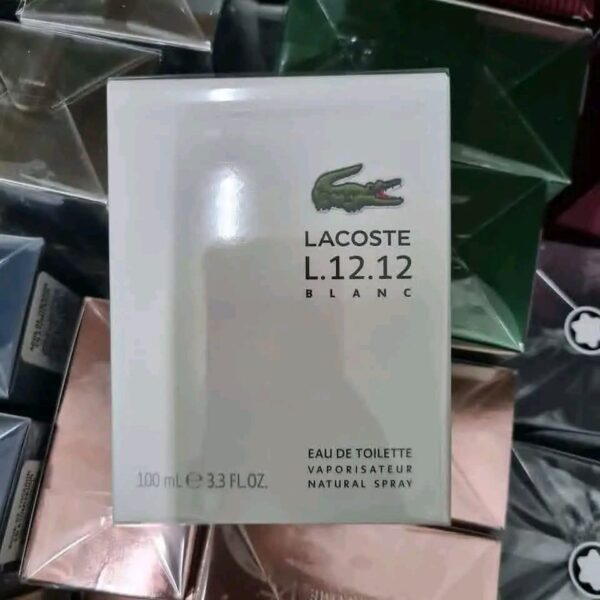 LACOSTE
L.12.12
BLANC
EAU DE TOILETTE
VAPORISATEUR
NATURAL SPRAY
100 mL ℮ 3.3 FL.OZ.